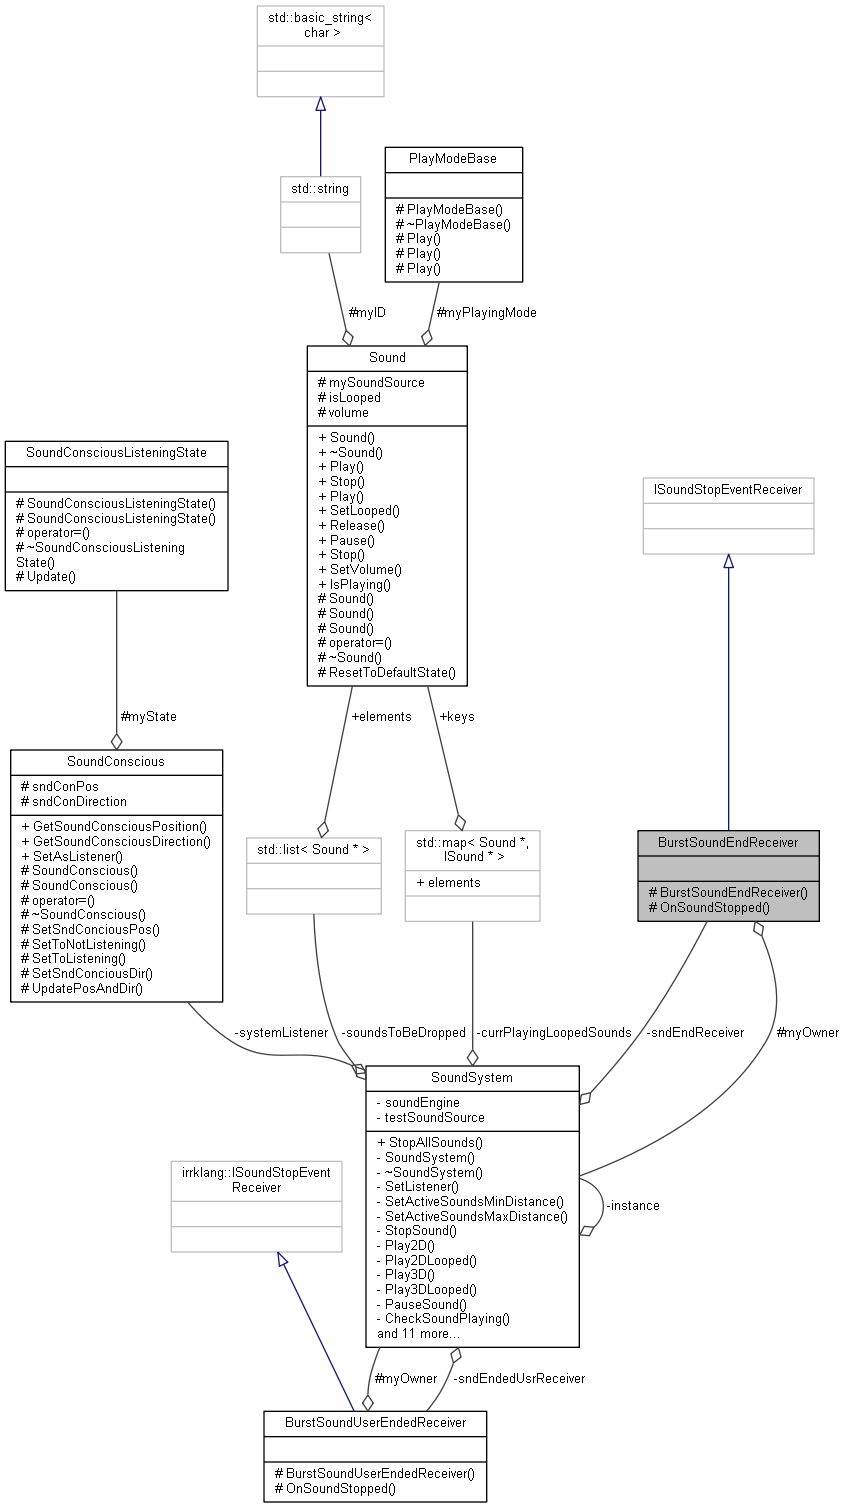 std::basic_string<
char >
std::string
PlayModeBase
# PlayModeBase()
# ~PlayModeBase()
# Play()
# Play()
# Play()
#myID
#myPlayingMode
Sound
# mySoundSource
# isLooped
# volume
+ Sound()
+ ~Sound()
+ Play()
+ Stop()
+ Play()
+ SetLooped()
+ Release()
+ Pause()
+ Stop()
+ SetVolume()
+ IsPlaying()
# Sound()
# Sound()
# Sound()
# operator=()
# ~Sound()
# ResetToDefaultState()
SoundConsciousListeningState
# SoundConsciousListeningState()
# SoundConsciousListeningState()
# operator=()
# ~SoundConsciousListening
State()
# Update()
ISoundStopEventReceiver
#myState
+elements
+keys
SoundConscious
# sndConPos
# sndConDirection
+ GetSoundConsciousPosition()
+ GetSoundConsciousDirection()
+ SetAsListener()
# SoundConscious()
# SoundConscious()
# operator=()
# ~SoundConscious()
# SetSndConciousPos()
# SetToNotListening()
# SetToListening()
# SetSndConciousDir()
# UpdatePosAndDir()
std::list< Sound * >
std::map< Sound *,
ISound * >
+ elements
BurstSoundEndReceiver
# BurstSoundEndReceiver()
# OnSoundStopped()
-systemListener
-soundsToBeDropped
-currPlayingLoopedSounds
-sndEndReceiver
#myOwner
SoundSystem
- soundEngine
- testSoundSource
+ StopAllSounds()
- SoundSystem()
- ~SoundSystem()
- SetListener()
- SetActiveSoundsMinDistance()
- SetActiveSoundsMaxDistance()
- StopSound()
- Play2D()
- Play2DLooped()
- Play3D()
- Play3DLooped()
- PauseSound()
- CheckSoundPlaying()
and 11 more...
-instance
irrklang::ISoundStopEvent
Receiver
#myOwner
-sndEndedUsrReceiver
BurstSoundUserEndedReceiver
# BurstSoundUserEndedReceiver()
# OnSoundStopped()